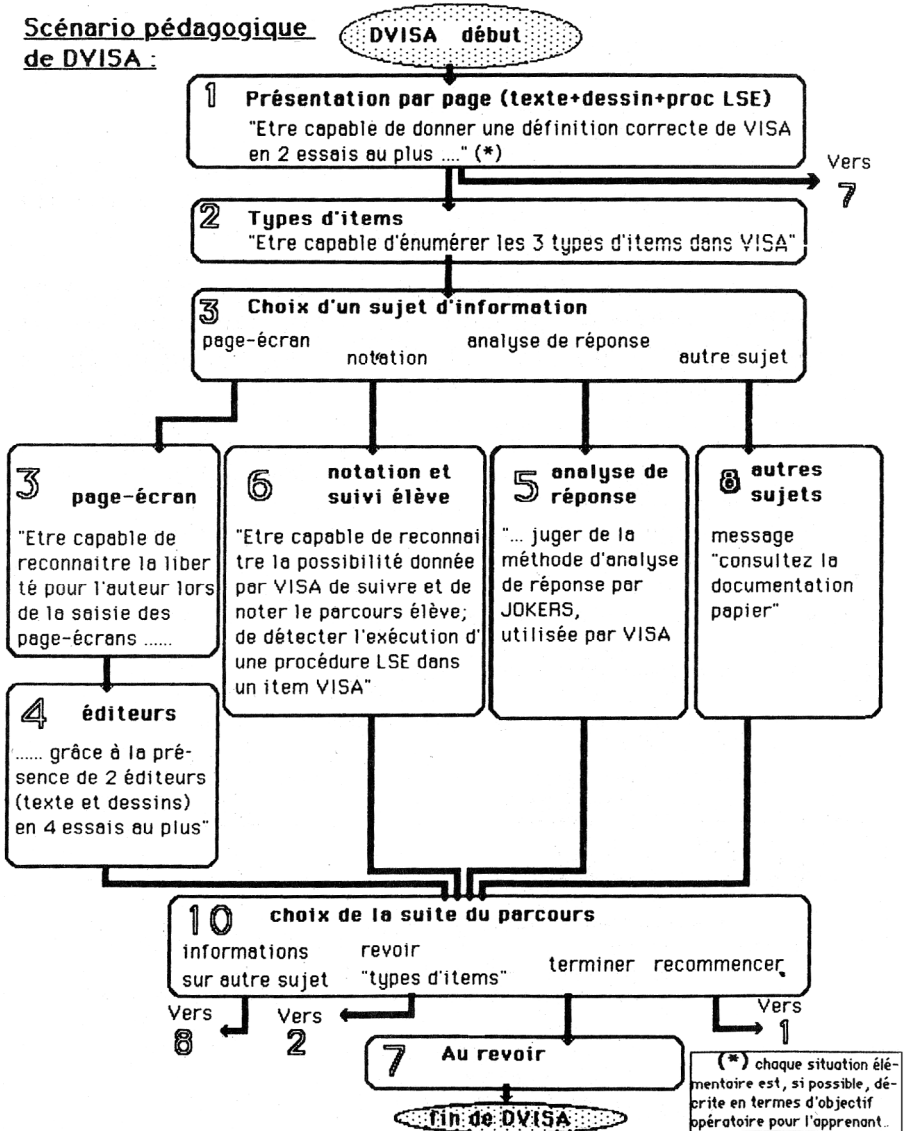 Scénario pédagogique
de DVISA :
DVISA début
1 Présentation par page (texte+dessin+proc LSE)
"Etre capable de donner une définition correcte de VISA
en 2 essais au plus ...." (*)
Vers
7
2 Types d'items
"Etre capable d'énumérer les 3 types d'items dans VISA"
3 Choix d'un sujet d'information
page-écran
notation
analyse de réponse
autre sujet
3 page-écran
"Etre capable de
reconnaitre la liber
té pour l'auteur lors
de la saisie des
page-écrans ......
4 éditeurs
...... grâce à la pré-
sence de 2 éditeurs
(texte et dessins)
en 4 essais au plus"
6 notation et
suivi élève
"Etre capable de reconnai
tre la possibilité donnée
par VISA de suivre et de
noter le parcours élève;
de détecter l'exécution d'
une procédure LSE dans
un item VISA"
5 analyse de
réponse
"... juger de la
méthode d'analyse
de réponse par
JOKERS,
utilisée par VISA
8 autres
sujets
message
"consultez la
documentation
papier"
10 choix de la suite du parcours
informations
sur autre sujet
revoir
"types d'items"
terminer
recommencer
Vers
8
Vers
2
Vers
1
7 Au revoir
fin de DVISA
(*) chaque situation élé-
mentaire est, si possible, dé-
crite en termes d'objectif
opératoire pour l'apprenant..